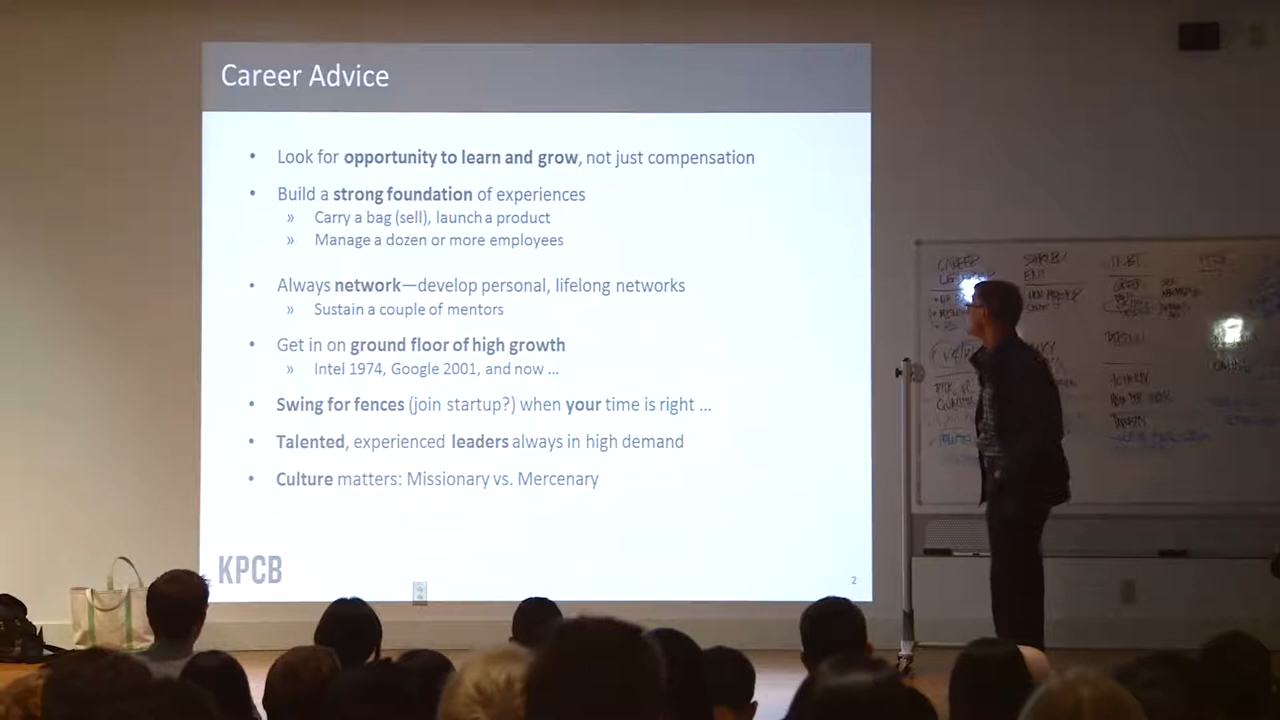 Career Advice
• Look for opportunity to learn and grow, not just compensation
• Build a strong foundation of experiences
» Carry a bag (sell), launch a product
» Manage a dozen or more employees
• Always network—develop personal, lifelong networks
» Sustain a couple of mentors
• Get in on ground floor of high growth
» Intel 1974, Google 2001, and now ...
• Swing for fences (join startup?) when your time is right ...
• Talented, experienced leaders always in high demand
• Culture matters: Missionary vs. Mercenary
KPCB
2
CAREER